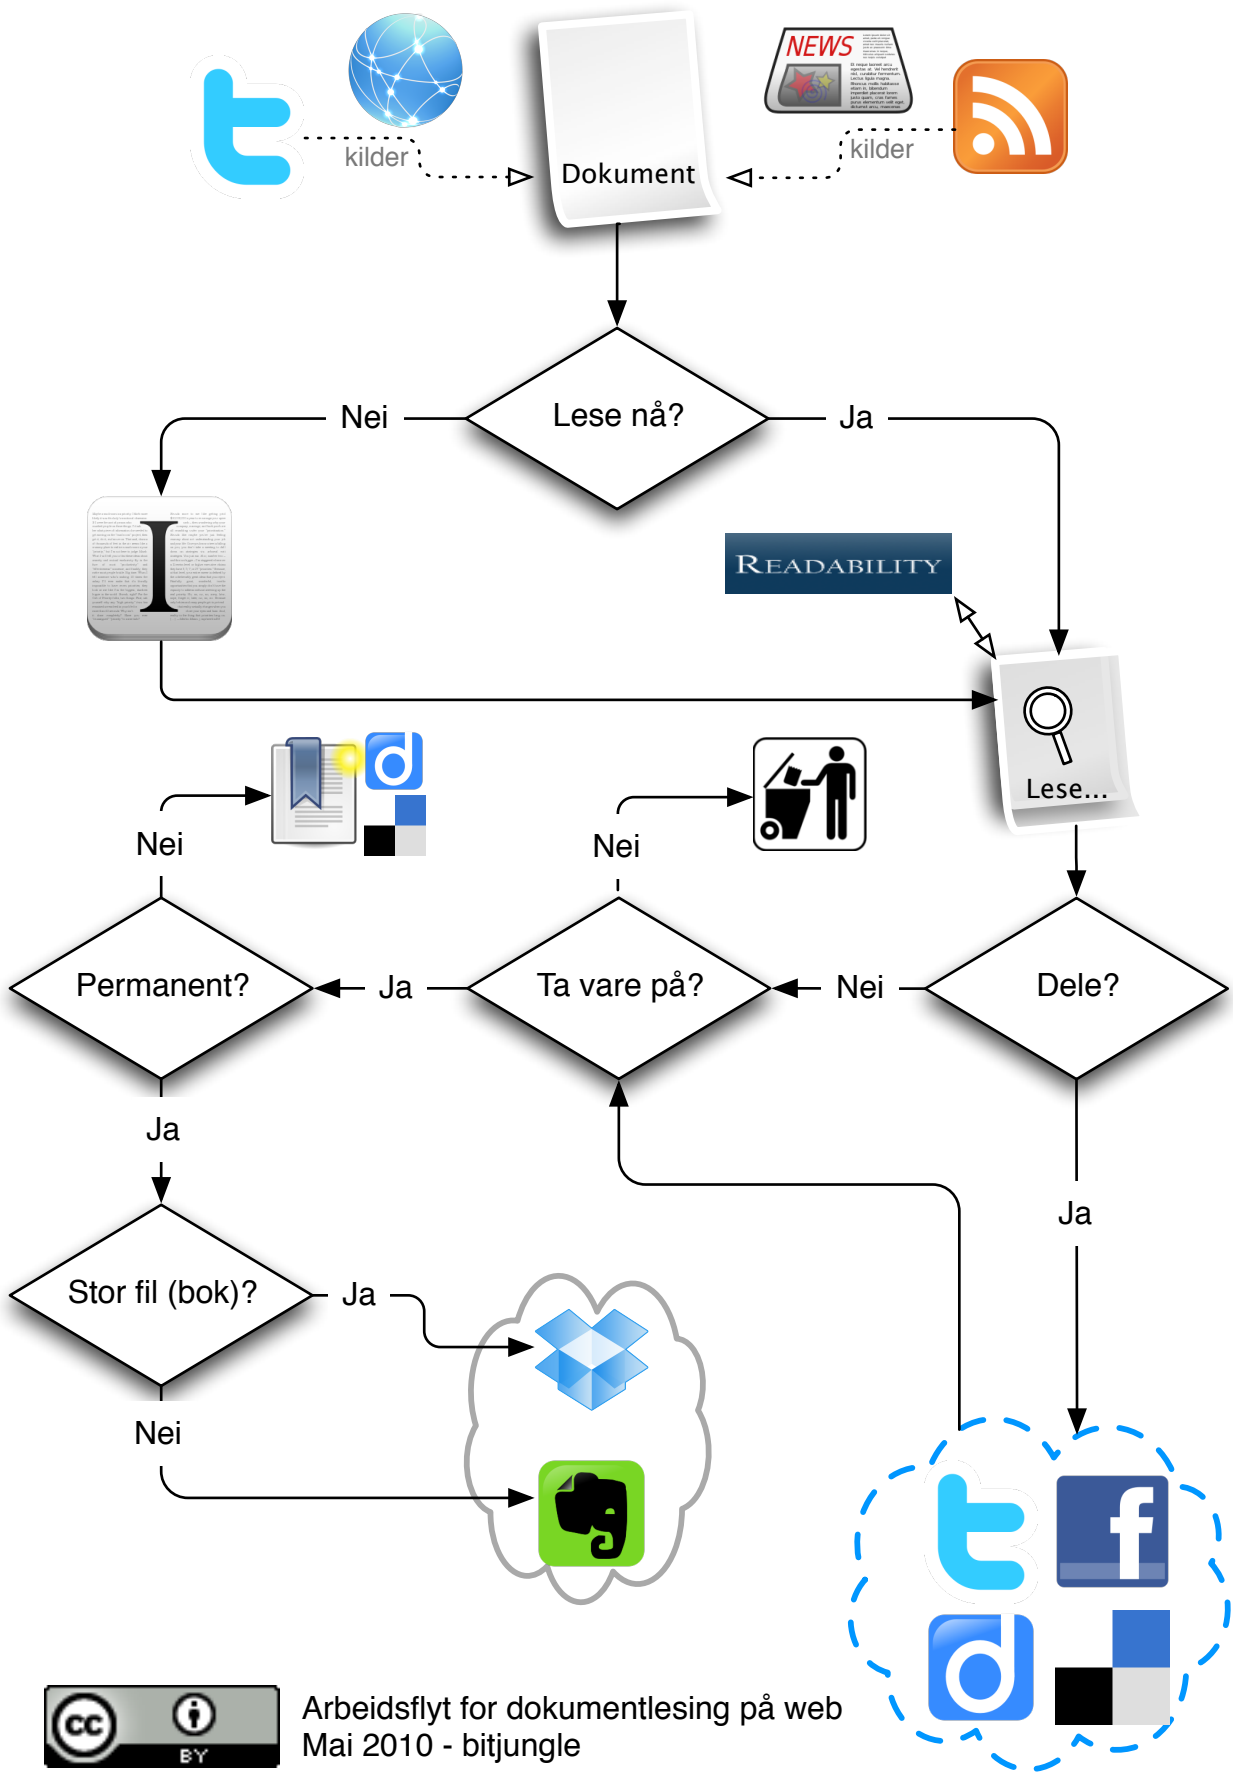 NEWS
kilder
kilder
Dokument
Nei
Lese nå?
Ja
I
READABILITY
Lese...
Nei
Nei
Permanent?
Ja
Ta vare på?
Nei
Dele?
Ja
Ja
Stor fil (bok)?
Ja
Nei
cc
BY
Arbeidsflyt for dokumentlesing på web
Mai 2010 - bitjungle